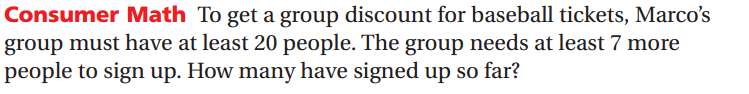 Consumer Math To get a group discount for baseball tickets, Marco's
group must have at least 20 people. The group needs at least 7 more
people to sign up. How many have signed up so far?